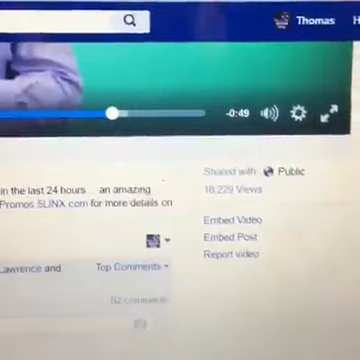 Thomas H
-0:49
Shared with Public
in the last 24 hours ... an amazing
18,229 Views
Promos.5LINX.com for more details on
Embed Video
Embed Post
Report video
Lawrence and Top Comments
52 comments